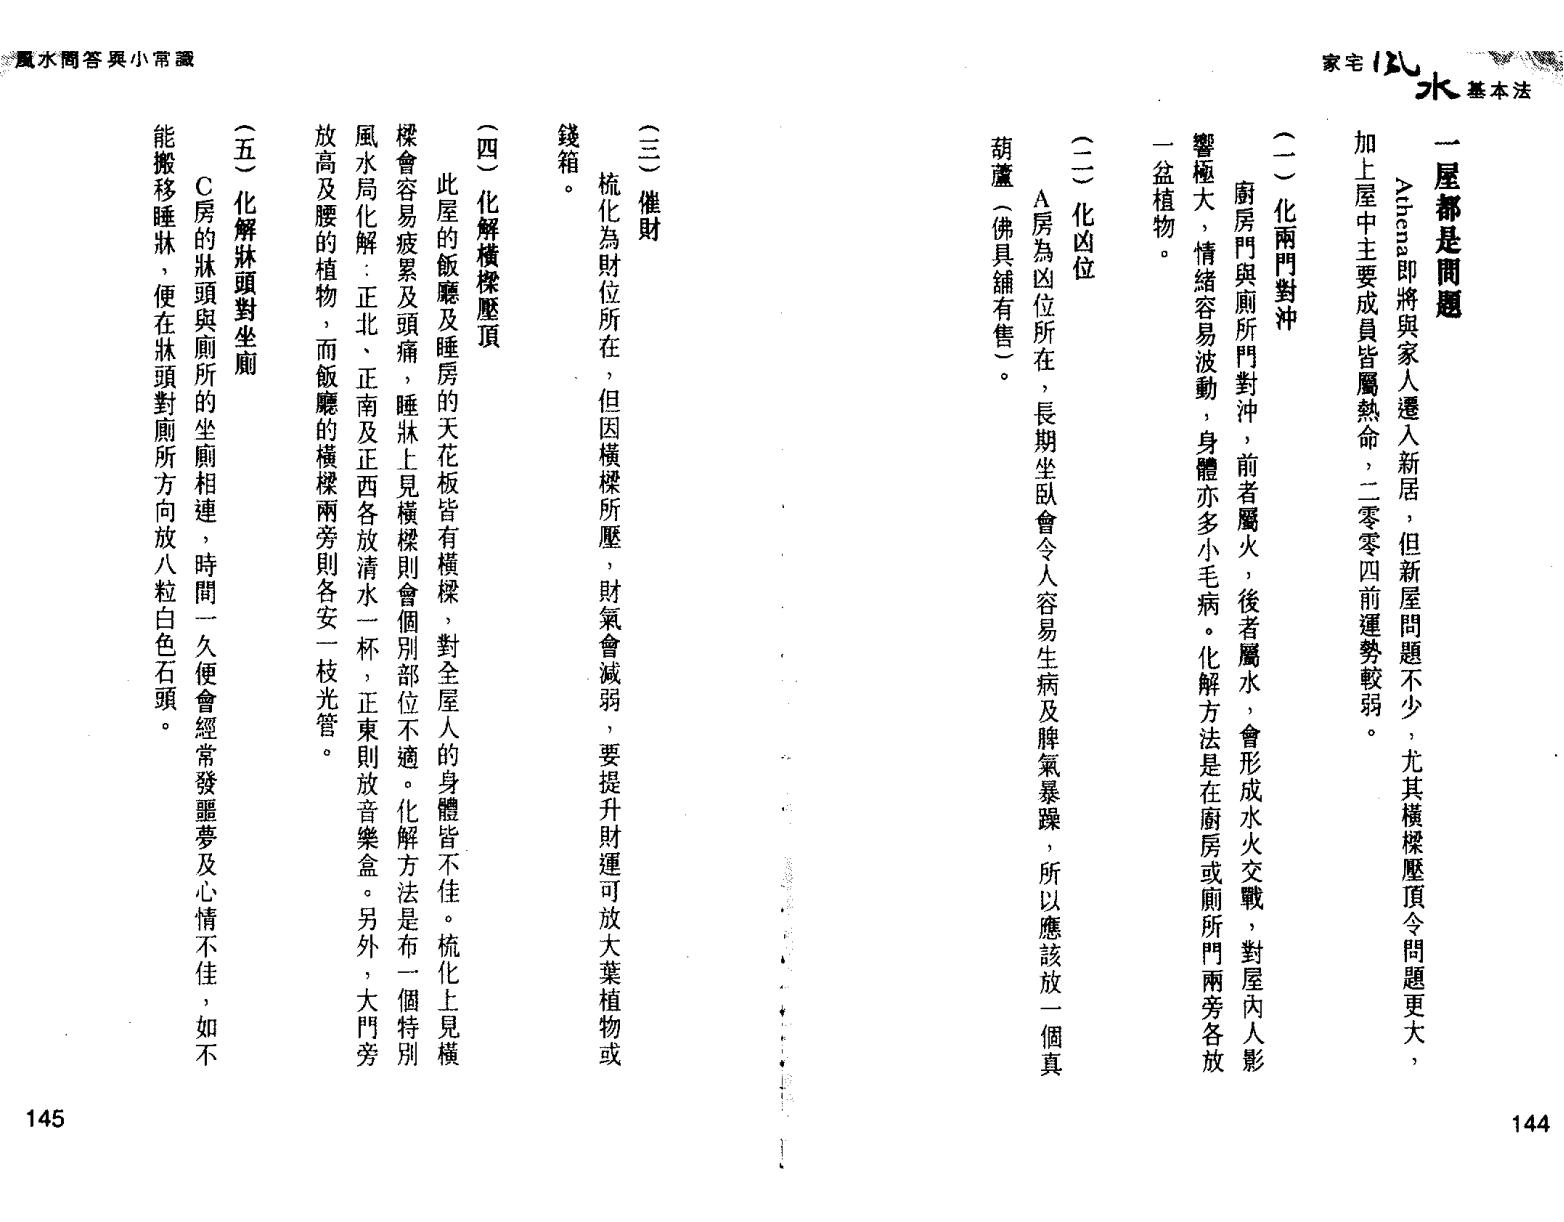 家宅風水基本法
一屋都是問題
Athena即將與家人遷入新居，但新屋問題不少，尤其橫樑壓頂令問題更大，
加上屋中主要成員皆屬熱命，二零零四前運勢較弱。
（一）化兩門對沖
廚房門與廁所門對沖，前者屬火，後者屬水，會形成水火交戰，對屋內人影
響極大，情緒容易波動，身體亦多小毛病。化解方法是在廚房或廁所門兩旁各放
一盆植物。
（二）化凶位
A房為凶位所在，長期坐臥會令人容易生病及脾氣暴躁，所以應該放一個真
葫蘆（佛具舖有售）。
144
風水問答與小常識
（三）催財
梳化為財位所在，但因橫樑所壓，財氣會減弱，要提升財運可放大葉植物或
錢箱。
（四）化解橫樑壓頂
此屋的飯廳及睡房的天花板皆有橫樑，對全屋人的身體皆不佳。梳化上見橫
樑會容易疲累及頭痛，睡牀上見橫樑則會個別部位不適。化解方法是布一個特別
風水局化解：正北、正南及正西各放清水一杯，正東則放音樂盒。另外，大門旁
放高及腰的植物，而飯廳的橫樑兩旁則各安一枝光管。
（五）化解牀頭對坐廁
C房的牀頭與廁所的坐廁相連，時間一久便會經常發噩夢及心情不佳，如不
能搬移睡牀，便在牀頭對廁所方向放八粒白色石頭。
145